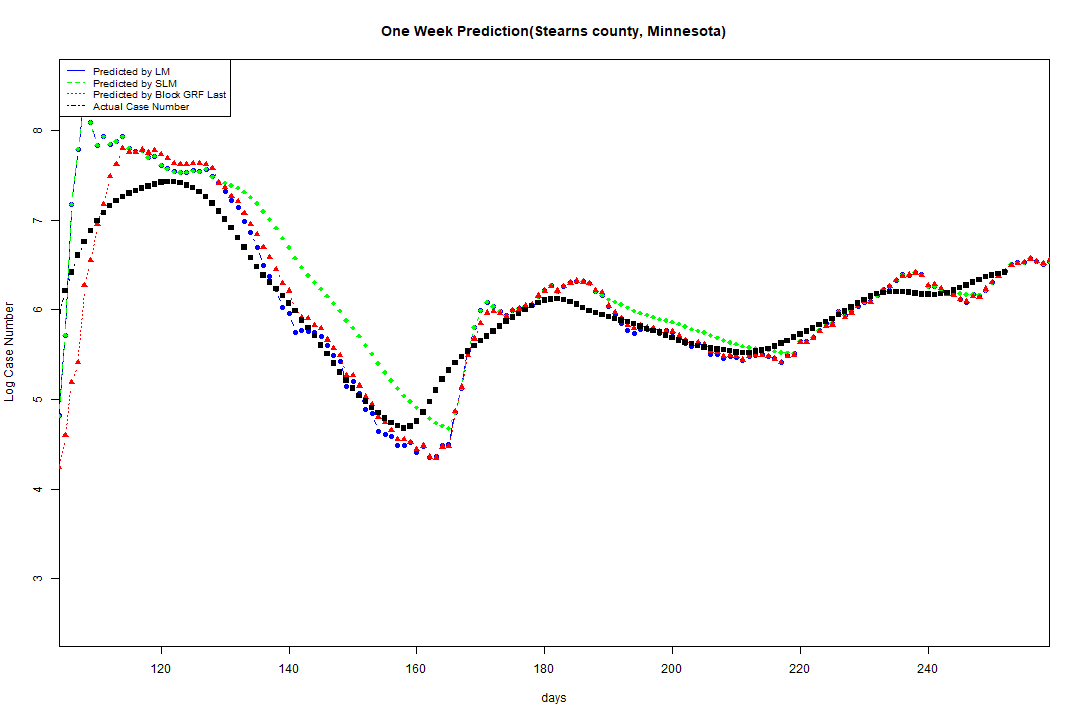 One Week Prediction(Stearns county, Minnesota)
Predicted by LM
Predicted by SLM
Predicted by Block GRF Last
Actual Case Number
8
7
6
5
4
3
Log Case Number
120 140 160 180 200 220 240
days